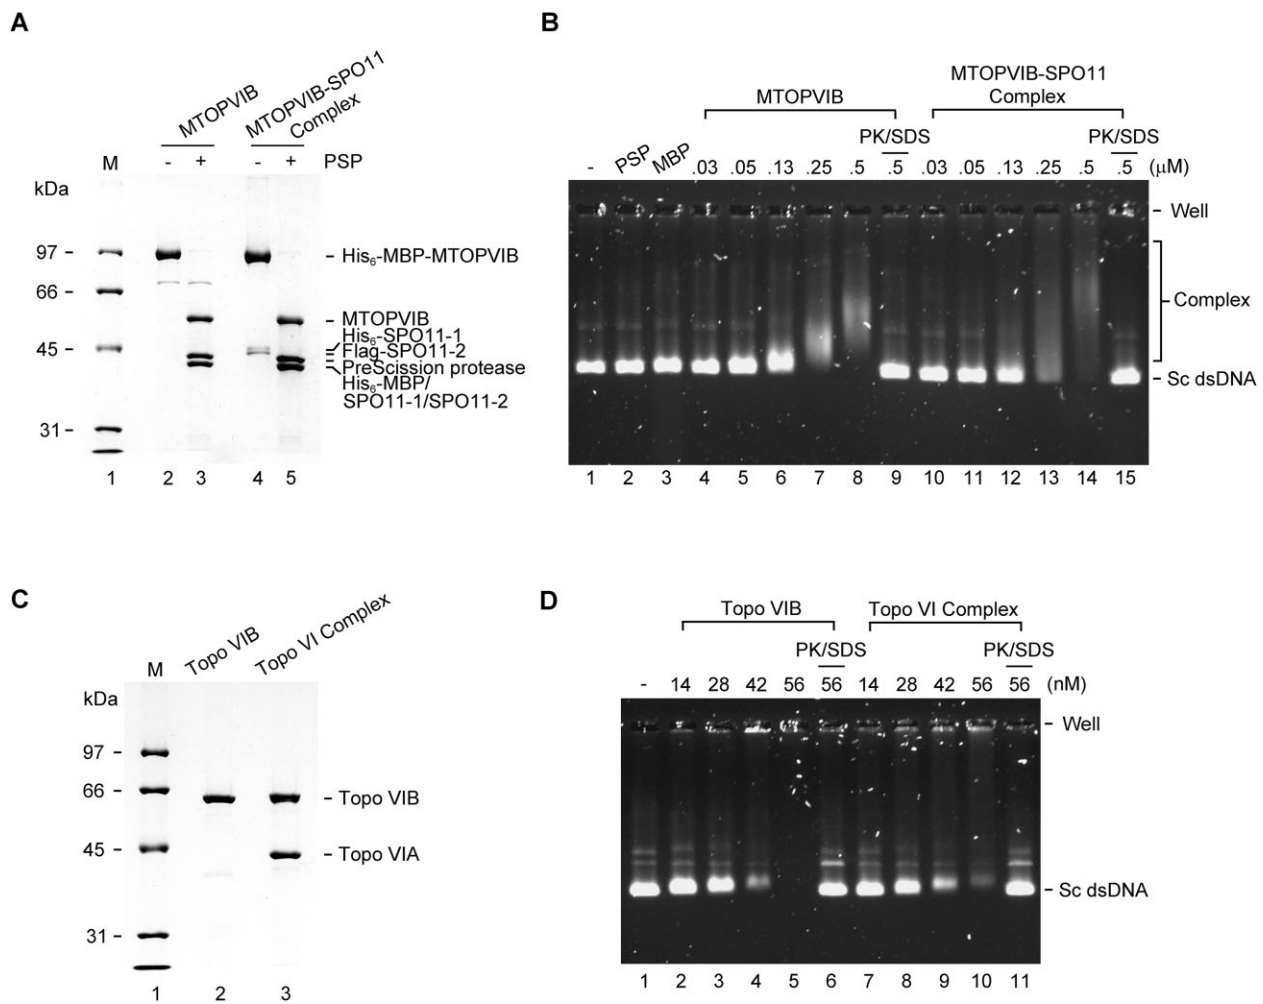 A
MTOPVIB
MTOPVIB-SPO11
Complex
M - + - + PSP
kDa
97 –
66 –
45 –
31 –
– His₆-MBP-MTOPVIB
– MTOPVIB
His₆-SPO11-1
Flag-SPO11-2
PreScission protease
His₆-MBP/
SPO11-1/SPO11-2
1 2 3 4 5
B
MTOPVIB
MTOPVIB-SPO11
Complex
PK/SDS PK/SDS
- PSP MBP .03 .05 .13 .25 .5 .5 .03 .05 .13 .25 .5 .5 (μM)
– Well
Complex
– Sc dsDNA
1 2 3 4 5 6 7 8 9 10 11 12 13 14 15
C
M Topo VIB Topo VI Complex
kDa
97 –
66 –
45 –
31 –
– Topo VIB
– Topo VIA
1 2 3
D
Topo VIB Topo VI Complex
PK/SDS PK/SDS
- 14 28 42 56 56 14 28 42 56 56 (nM)
– Well
– Sc dsDNA
1 2 3 4 5 6 7 8 9 10 11